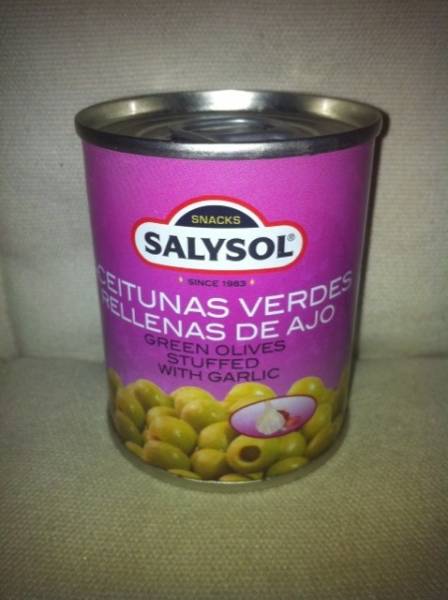 SNACKS
SALYSOL®
SINCE 1983
CEITUNAS VERDES
RELLENAS DE AJO
GREEN OLIVES
STUFFED
WITH GARLIC